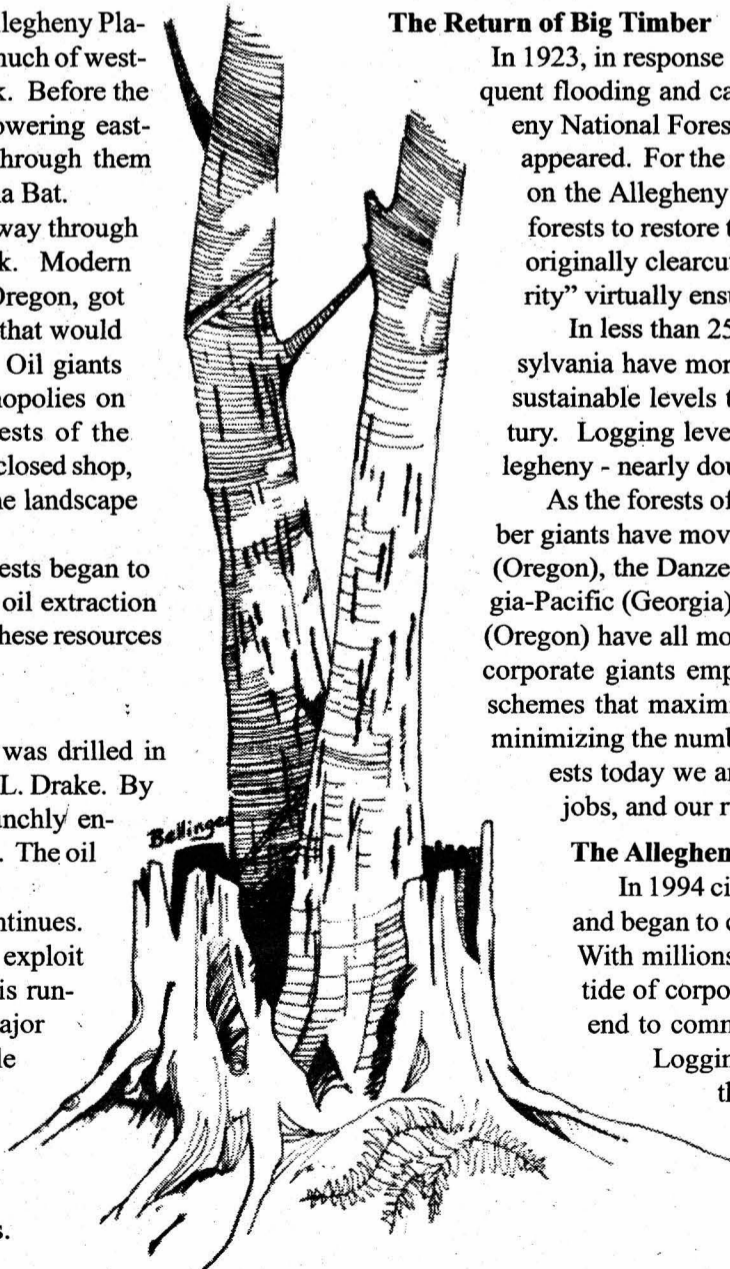 legheny Pla-
much of west-
k. Before the
owering east-
through them
na Bat.
way through
k. Modern
Oregon, got
that would
Oil giants
nopolies on
ests of the
closed shop,
ne landscape
ests began to
oil extraction
hese resources
was drilled in
L. Drake. By
unchly en-
. The oil
ntinues.
exploit
is run-
ajor
le
s.
Bellinger
The Return of Big Timber
In 1923, in response
quent flooding and ca
eny National Fores
appeared. For the
on the Allegheny
forests to restore t
originally clearcu
rity” virtually ensu
In less than 25
sylvania have mor
sustainable levels t
tury. Logging leve
legheny - nearly dou
As the forests of
ber giants have mov
(Oregon), the Danze
gia-Pacific (Georgia)
(Oregon) have all mo
corporate giants emp
schemes that maxim
minimizing the numb
ests today we ar
jobs, and our r
The Alleghen
In 1994 ci
and began to c
With millions
tide of corpo
end to comm
Loggin
th